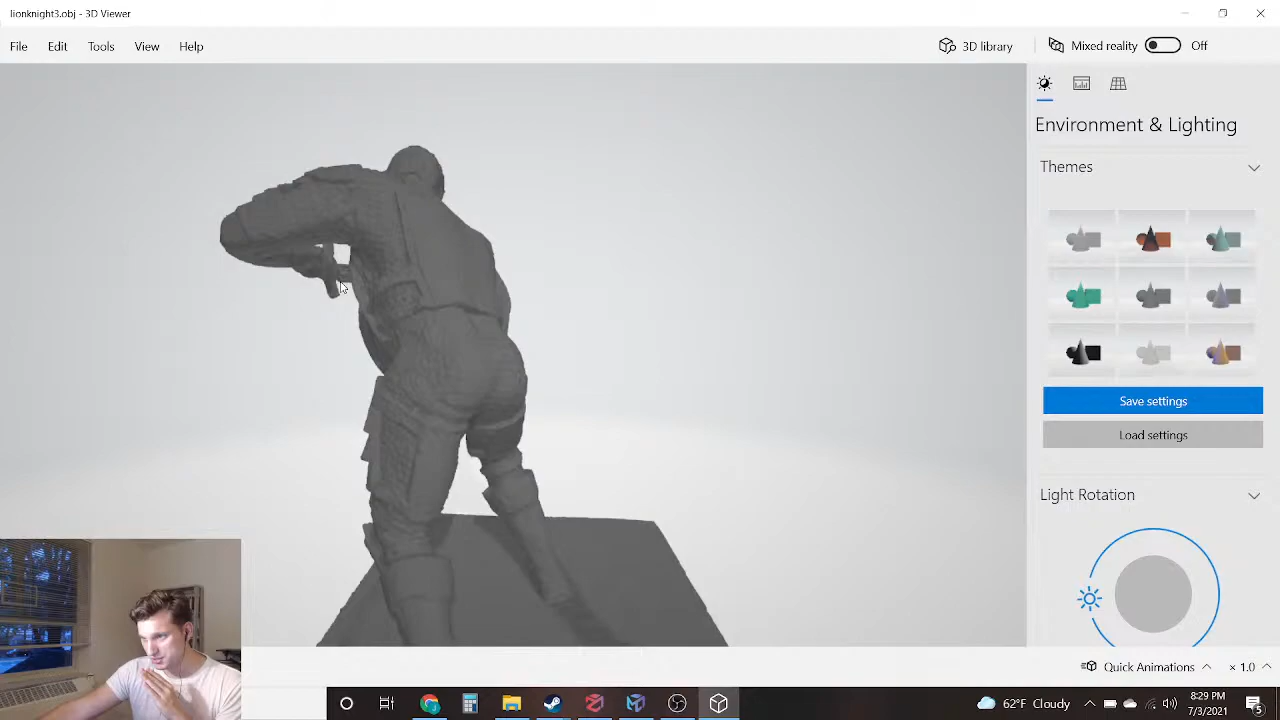 lionknight3.obj - 3D Viewer
File Edit Tools View Help 3D library Mixed reality Off
Environment & Lighting
Themes
Save settings
Load settings
Light Rotation
Quick Animations × 1.0
62°F Cloudy
8:29 PM
7/3/2021